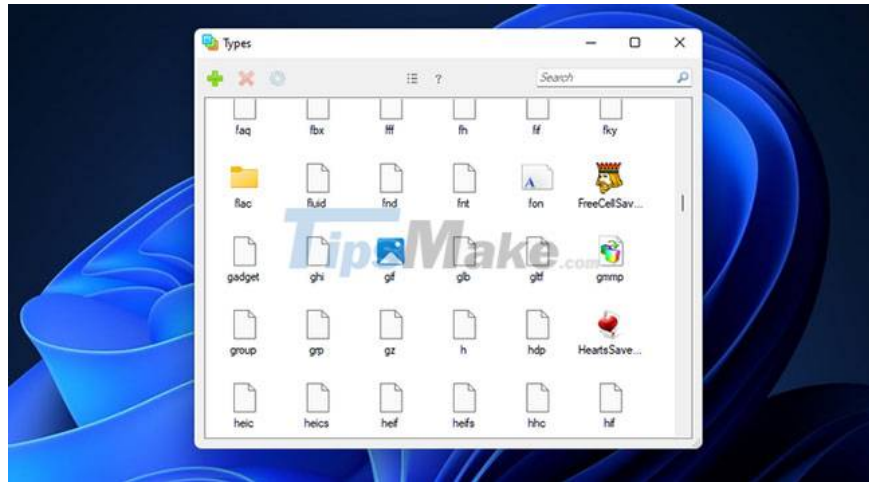 Types
? Search
faq fbx fff fh fif fky
flac fluid fnd fnt fon FreeCellSav...
TipsMake.com
gadget ghi gif glb gltf gmmp
group grp gz h hdp HeartsSave...
heic heics heif heifs hhc hif